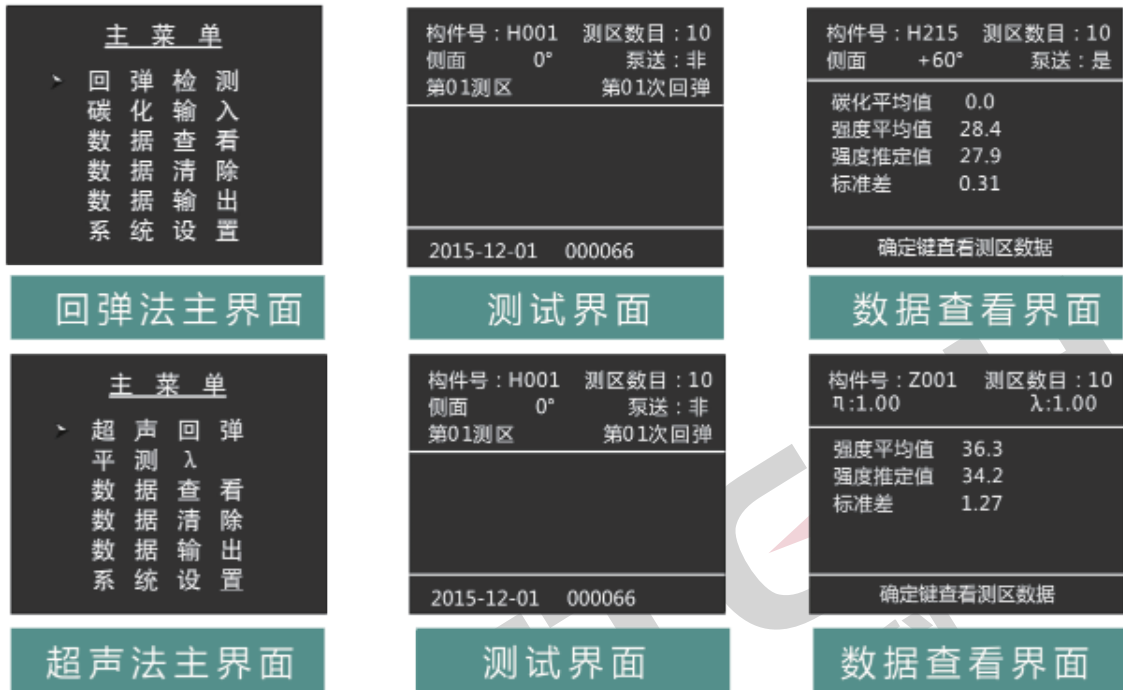 主菜单
回弹检测
碳化输入
数据查看
数据清除
数据输出
系统设置
回弹法主界面
构件号：H001 测区数目：10
侧面 0° 泵送：非
第01测区 第01次回弹
2015-12-01 000066
测试界面
构件号：H215 测区数目：10
侧面 +60° 泵送：是
碳化平均值 0.0
强度平均值 28.4
强度推定值 27.9
标准差 0.31
确定键查看测区数据
数据查看界面
主菜单
超声回弹
平测λ
数据查看
数据清除
数据输出
系统设置
超声法主界面
构件号：H001 测区数目：10
侧面 0° 泵送：非
第01测区 第01次回弹
2015-12-01 000066
测试界面
构件号：Z001 测区数目：10
η:1.00 λ:1.00
强度平均值 36.3
强度推定值 34.2
标准差 1.27
确定键查看测区数据
数据查看界面